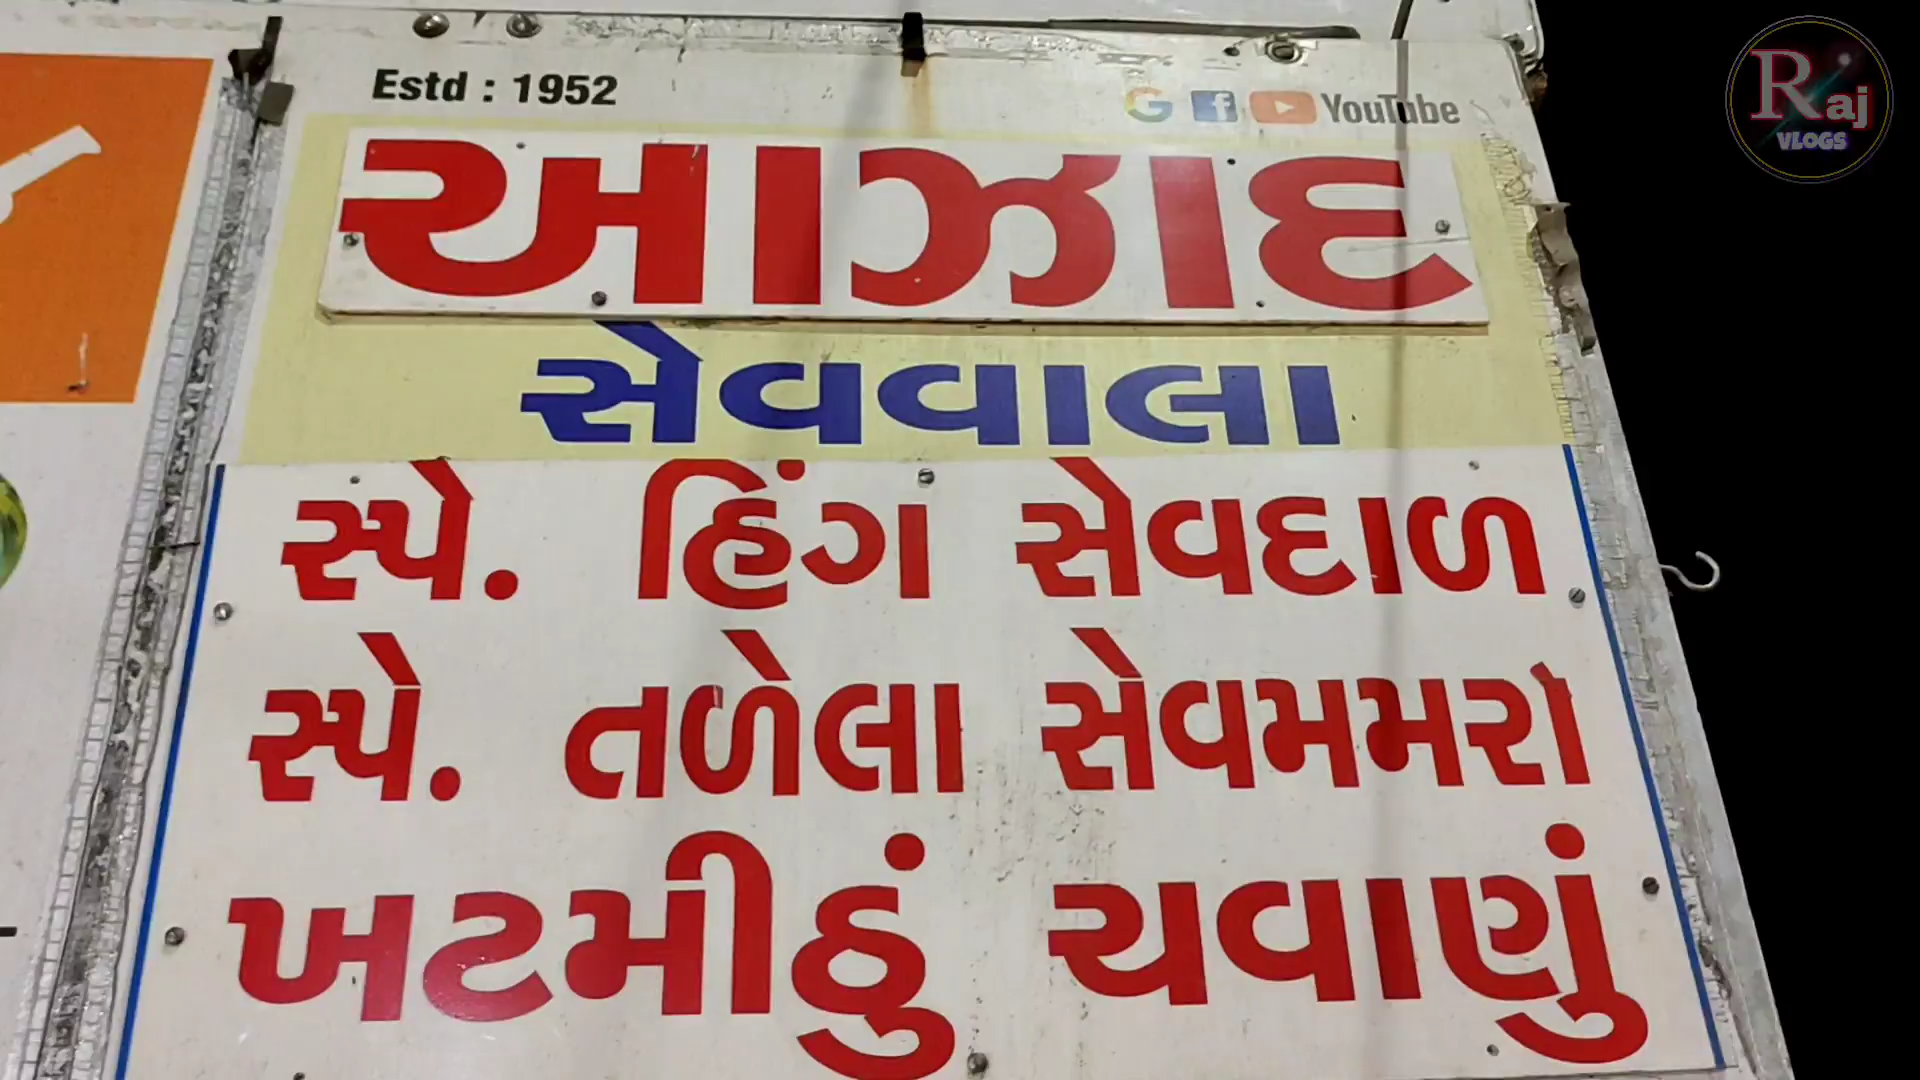 Estd : 1952
YouTube
આઝાદ
સેવવાલા
સ્પે. હિંગ સેવદાળ
સ્પે. તળેલા સેવમમરા
ખટમીઠું ચવાણું
Raj
VLOGS